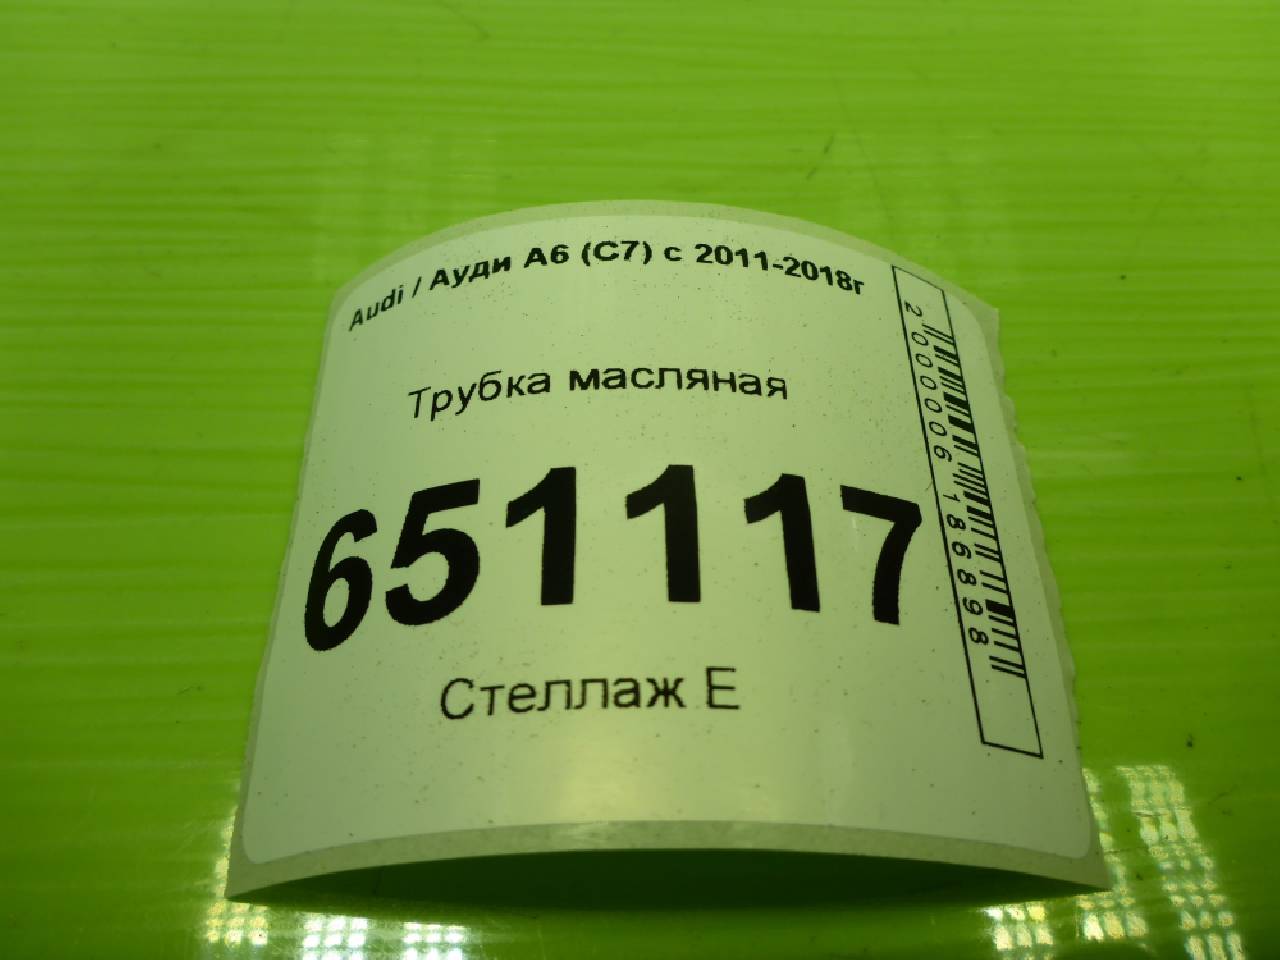 Audi / Ауди A6 (C7) с 2011-2018г
Трубка масляная
651117
Стеллаж E
2000006186898